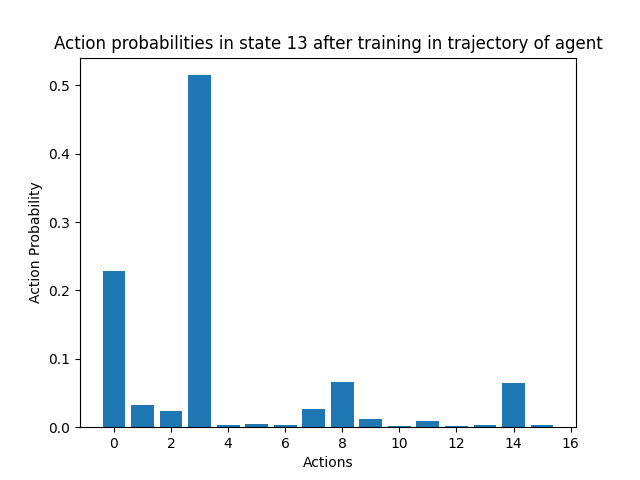 Action probabilities in state 13 after training in trajectory of agent
Action Probability
0.5
0.4
0.3
0.2
0.1
0.0
0 2 4 6 8 10 12 14 16
Actions